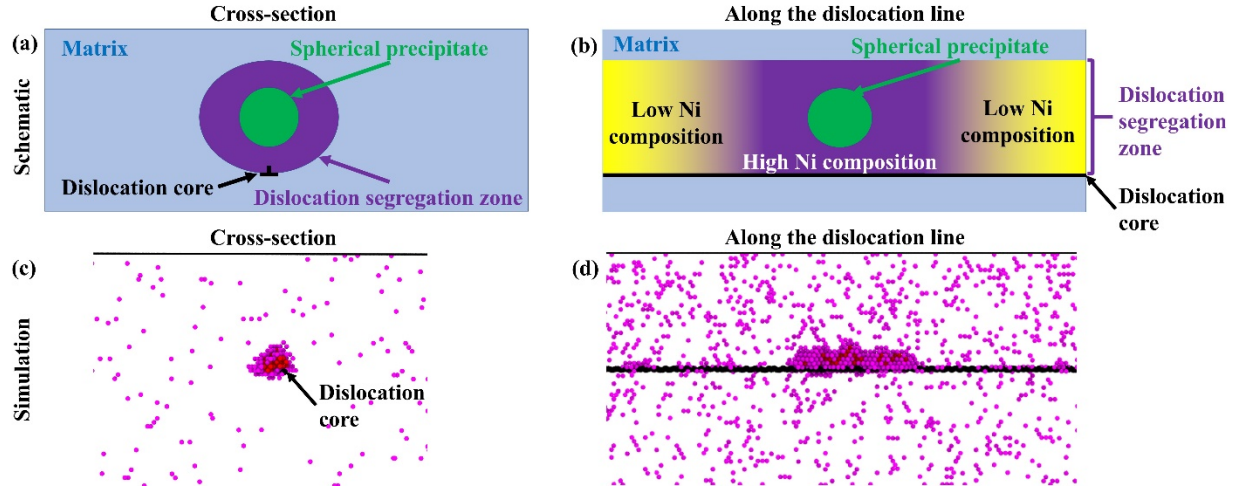 Cross-section
Along the dislocation line
(a)
Matrix
Spherical precipitate
Dislocation core
Dislocation segregation zone
Schematic
(b)
Matrix
Spherical precipitate
Low Ni
composition
Low Ni
composition
High Ni composition
Dislocation
segregation
zone
Dislocation
core
Cross-section
Along the dislocation line
(c)
Dislocation
core
Simulation
(d)